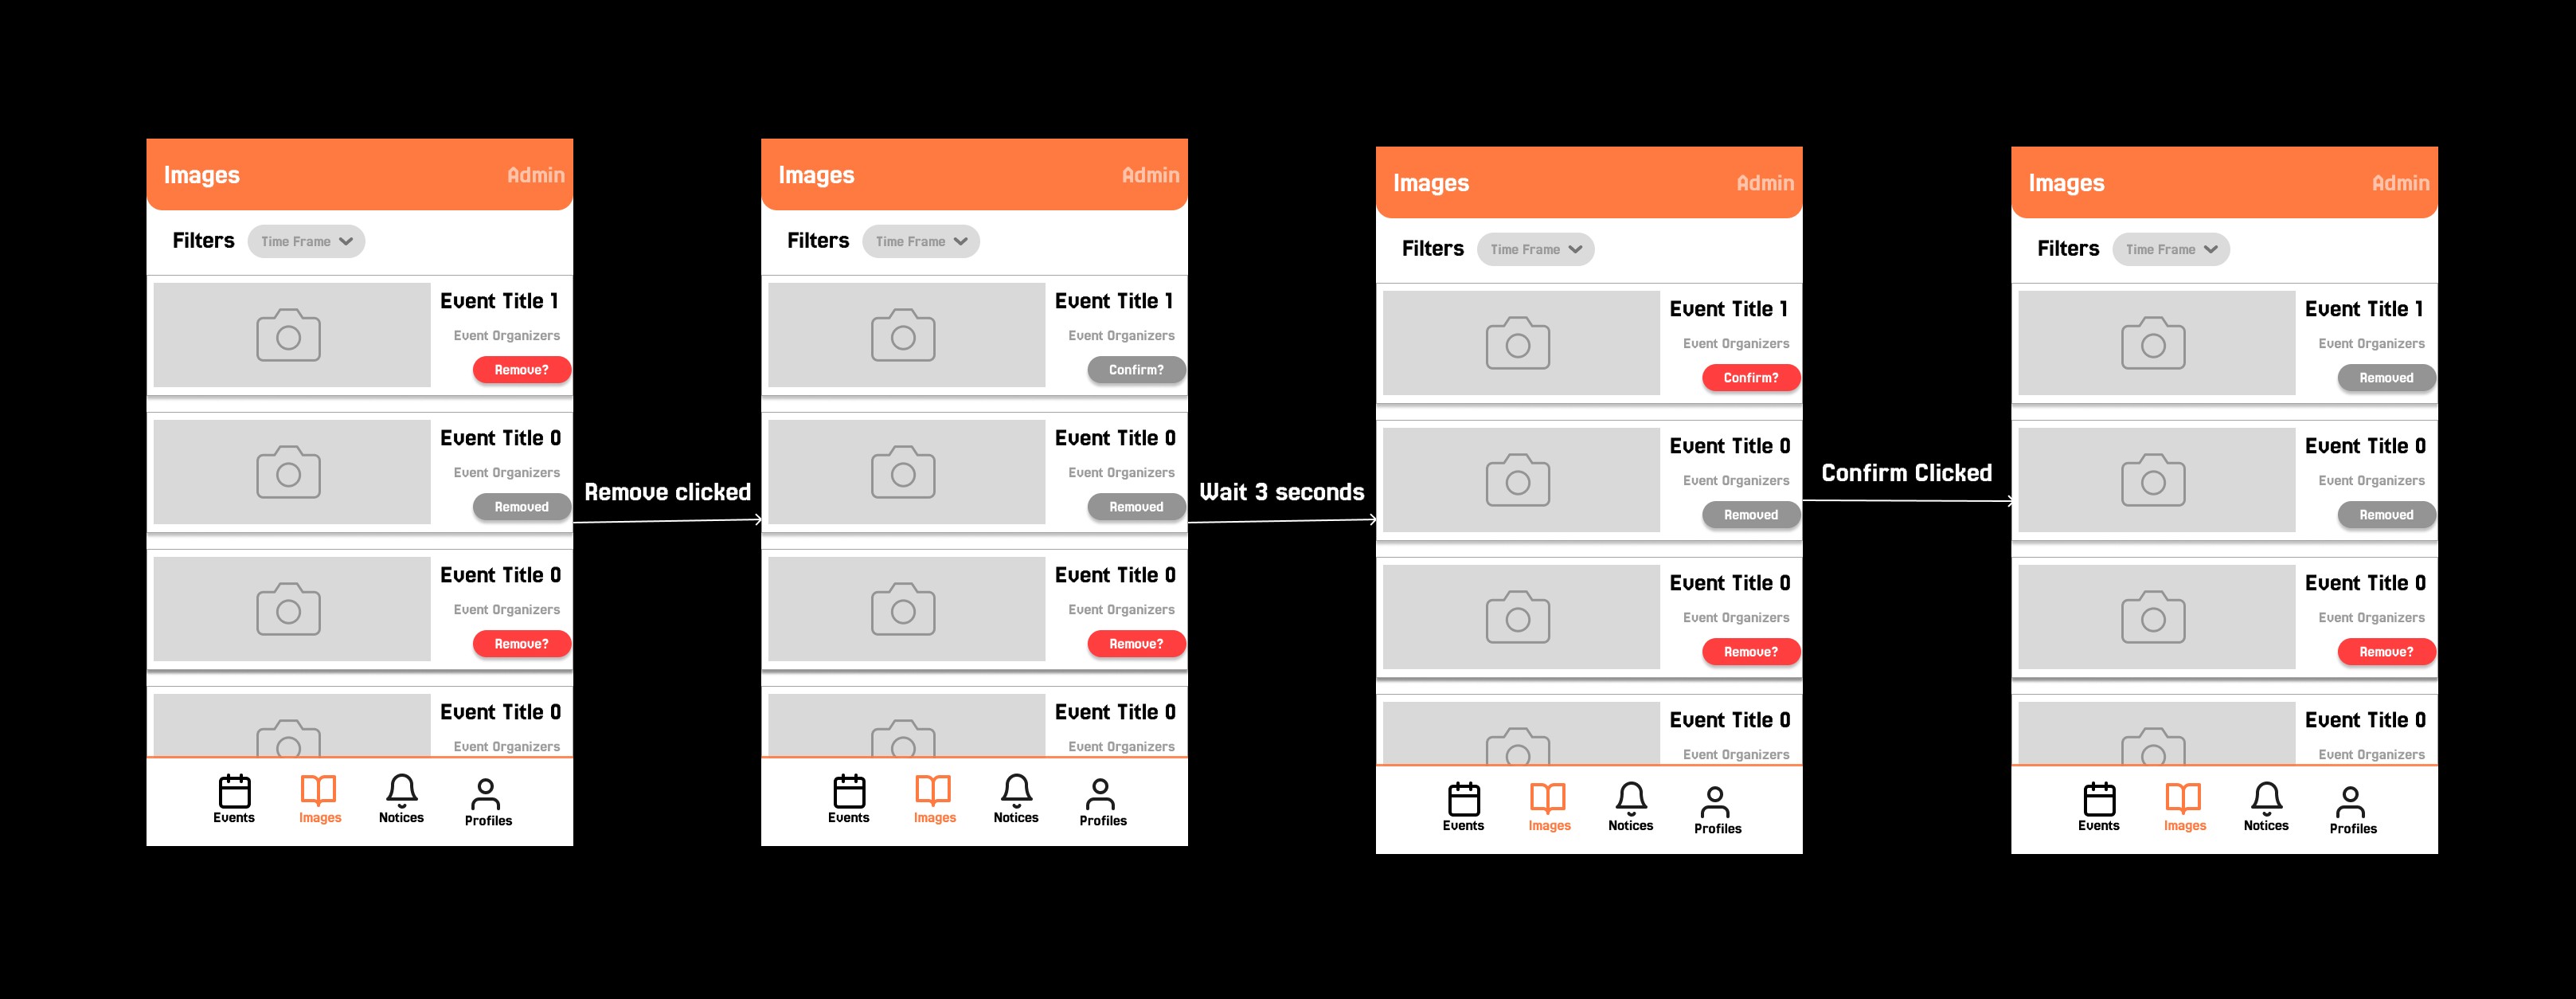 Images
Admin
Filters
Time Frame
Event Title 1
Event Organizers
Remove?
Event Title 0
Event Organizers
Removed
Event Title 0
Event Organizers
Remove?
Event Title 0
Event Organizers
Events
Images
Notices
Profiles
Remove clicked
Images
Admin
Filters
Time Frame
Event Title 1
Event Organizers
Confirm?
Event Title 0
Event Organizers
Removed
Event Title 0
Event Organizers
Remove?
Event Title 0
Event Organizers
Events
Images
Notices
Profiles
Wait 3 seconds
Images
Admin
Filters
Time Frame
Event Title 1
Event Organizers
Confirm?
Event Title 0
Event Organizers
Removed
Event Title 0
Event Organizers
Remove?
Event Title 0
Event Organizers
Events
Images
Notices
Profiles
Confirm Clicked
Images
Admin
Filters
Time Frame
Event Title 1
Event Organizers
Removed
Event Title 0
Event Organizers
Removed
Event Title 0
Event Organizers
Remove?
Event Title 0
Event Organizers
Events
Images
Notices
Profiles